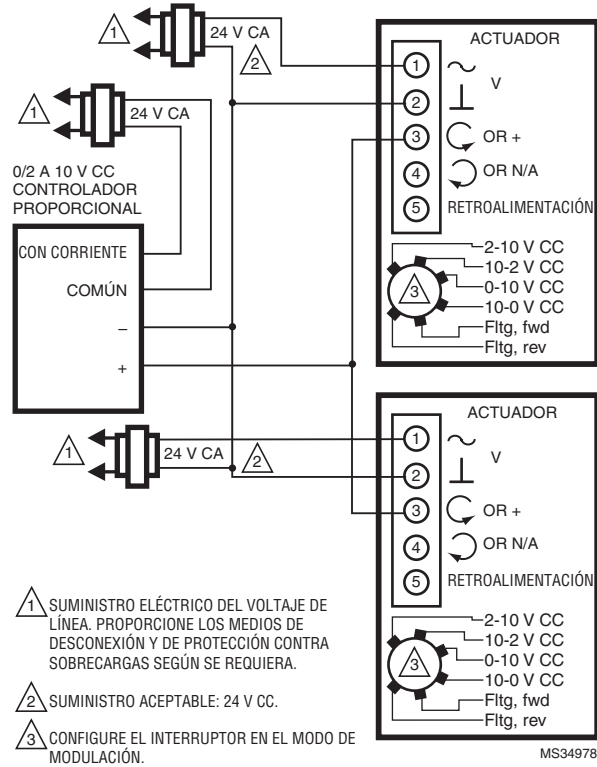 1
24 V CA
2
1
24 V CA
0/2 A 10 V CC
CONTROLADOR
PROPORCIONAL
CON CORRIENTE
COMÚN
–
+
ACTUADOR
1
V
2
3 OR +
4 OR N/A
5 RETROALIMENTACIÓN
2-10 V CC
10-2 V CC
3 0-10 V CC
10-0 V CC
Fltg, fwd
Fltg, rev
1
24 V CA
2
ACTUADOR
1
V
2
3 OR +
4 OR N/A
5 RETROALIMENTACIÓN
2-10 V CC
10-2 V CC
3 0-10 V CC
10-0 V CC
Fltg, fwd
Fltg, rev
1 SUMINISTRO ELÉCTRICO DEL VOLTAJE DE
LÍNEA. PROPORCIONE LOS MEDIOS DE
DESCONEXIÓN Y DE PROTECCIÓN CONTRA
SOBRECARGAS SEGÚN SE REQUIERA.
2 SUMINISTRO ACEPTABLE: 24 V CC.
3 CONFIGURE EL INTERRUPTOR EN EL MODO DE
MODULACIÓN.
MS34978